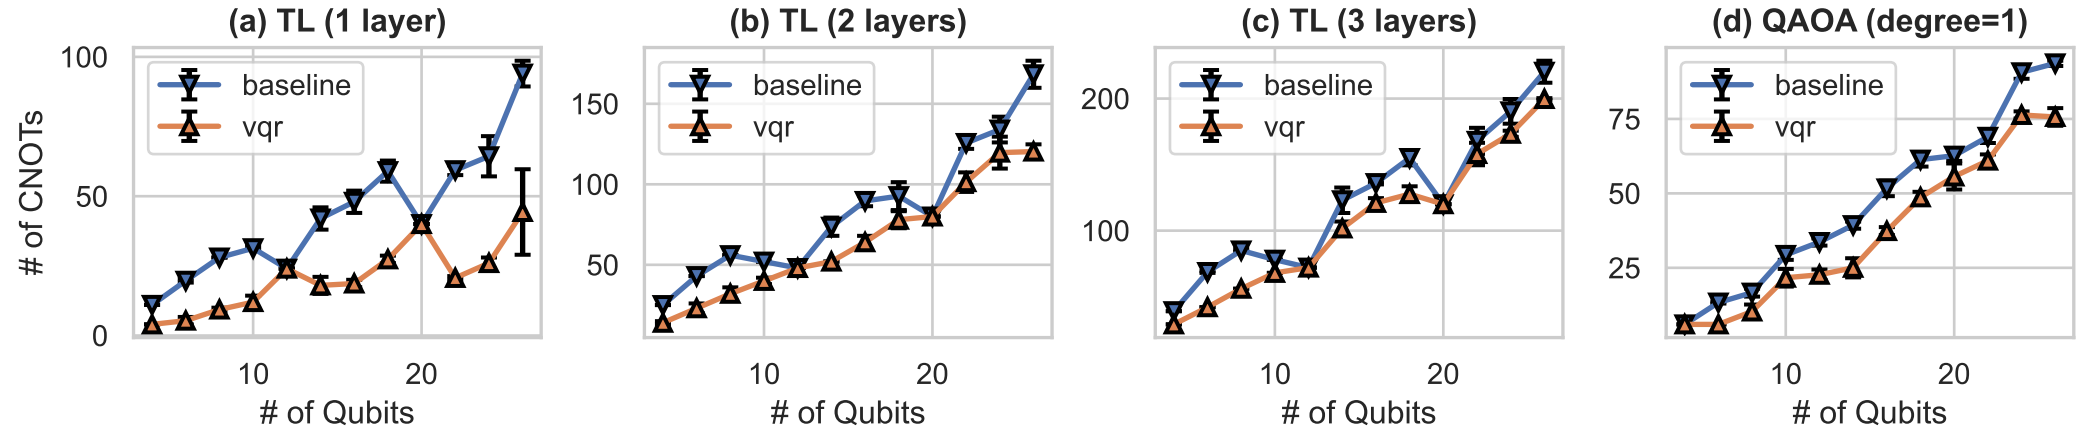 (a) TL (1 layer)
# of CNOTs
100
50
0
baseline
vqr
10
20
# of Qubits
(b) TL (2 layers)
150
100
50
baseline
vqr
10
20
# of Qubits
(c) TL (3 layers)
200
100
baseline
vqr
10
20
# of Qubits
(d) QAOA (degree=1)
75
50
25
baseline
vqr
10
20
# of Qubits